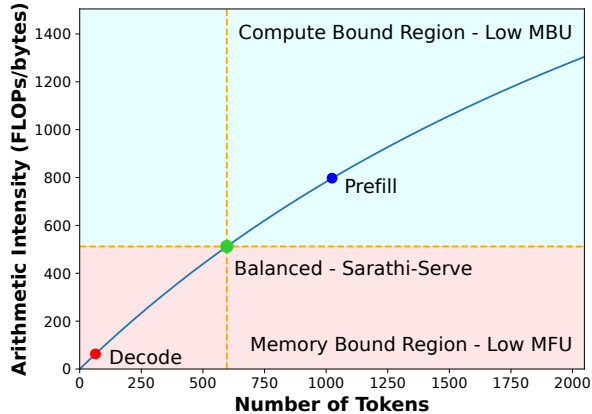 Compute Bound Region - Low MBU
Prefill
Balanced - Sarathi-Serve
Decode
Memory Bound Region - Low MFU
Arithmetic Intensity (FLOPs/bytes)
1400
1200
1000
800
600
400
200
0
0 250 500 750 1000 1250 1500 1750 2000
Number of Tokens